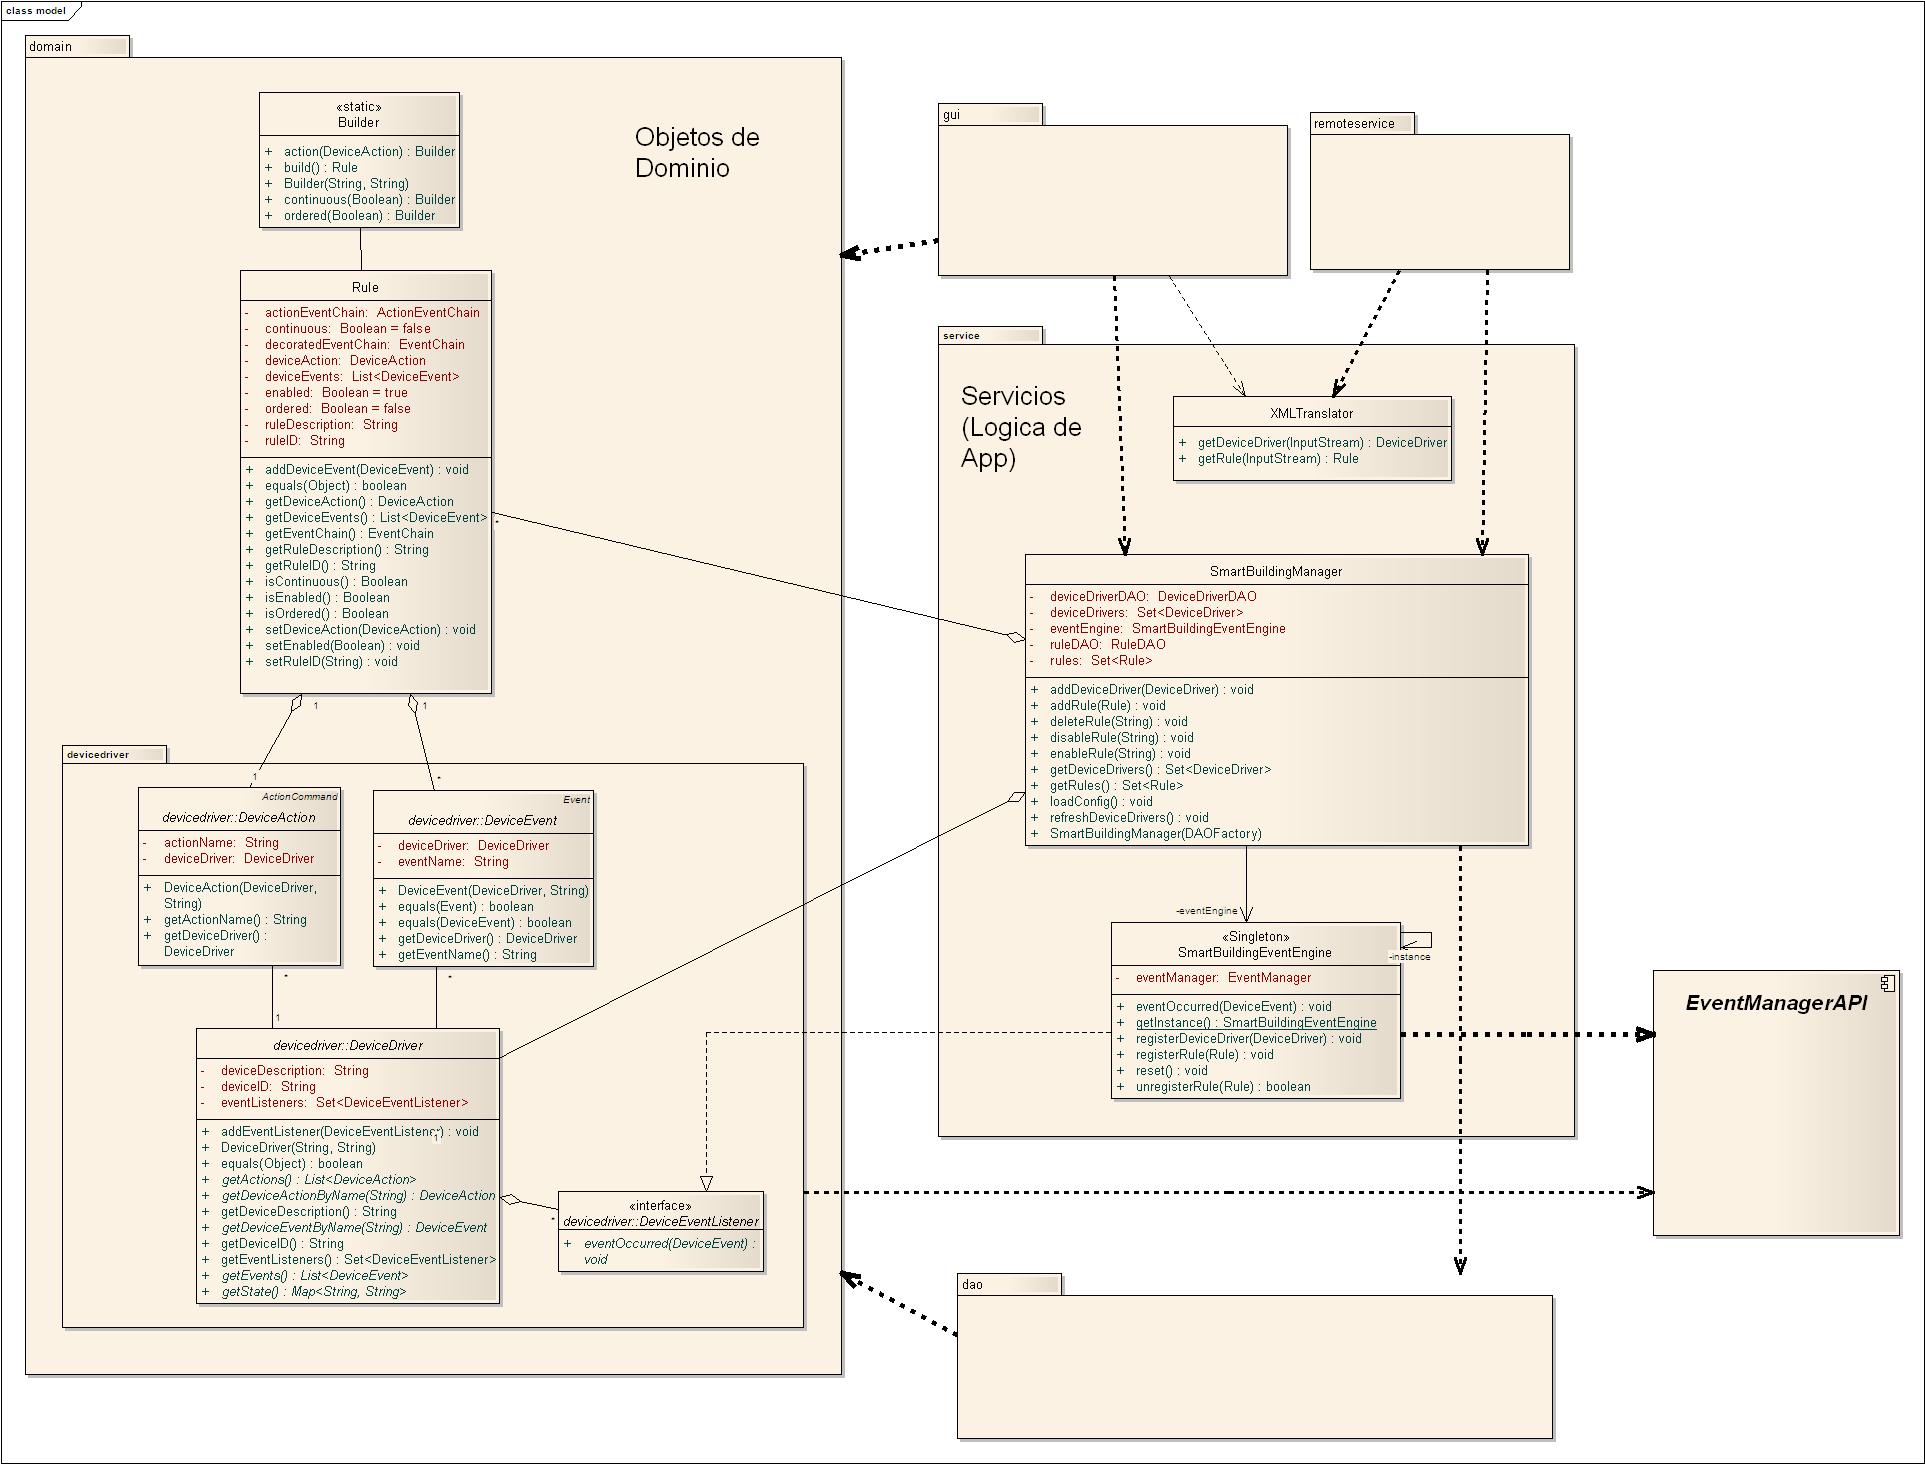 class model
domain
«static»
Builder
+ action(DeviceAction) : Builder
+ build() : Rule
+ Builder(String, String)
+ continuous(Boolean) : Builder
+ ordered(Boolean) : Builder
Objetos de
Dominio
Rule
- actionEventChain: ActionEventChain
- continuous: Boolean = false
- decoratedEventChain: EventChain
- deviceAction: DeviceAction
- deviceEvents: List<DeviceEvent>
- enabled: Boolean = true
- ordered: Boolean = false
- ruleDescription: String
- ruleID: String
+ addDeviceEvent(DeviceEvent) : void
+ equals(Object) : boolean
+ getDeviceAction() : DeviceAction
+ getDeviceEvents() : List<DeviceEvent>
+ getEventChain() : EventChain
+ getRuleDescription() : String
+ getRuleID() : String
+ isContinuous() : Boolean
+ isEnabled() : Boolean
+ isOrdered() : Boolean
+ setDeviceAction(DeviceAction) : void
+ setEnabled(Boolean) : void
+ setRuleID(String) : void
*
1
1
1
*
devicedriver
ActionCommand
devicedriver::DeviceAction
- actionName: String
- deviceDriver: DeviceDriver
+ DeviceAction(DeviceDriver,
String)
+ getActionName() : String
+ getDeviceDriver() :
DeviceDriver
Event
devicedriver::DeviceEvent
- deviceDriver: DeviceDriver
- eventName: String
+ DeviceEvent(DeviceDriver, String)
+ equals(Event) : boolean
+ equals(DeviceEvent) : boolean
+ getDeviceDriver() : DeviceDriver
+ getEventName() : String
*
*
1
devicedriver::DeviceDriver
- deviceDescription: String
- deviceID: String
- eventListeners: Set<DeviceEventListener>
+ addEventListener(DeviceEventListener) : void
1
+ DeviceDriver(String, String)
+ equals(Object) : boolean
+ getActions() : List<DeviceAction>
+ getDeviceActionByName(String) : DeviceAction
+ getDeviceDescription() : String
+ getDeviceEventByName(String) : DeviceEvent
+ getDeviceID() : String
+ getEventListeners() : Set<DeviceEventListener>
+ getEvents() : List<DeviceEvent>
+ getState() : Map<String, String>
*
«interface»
devicedriver::DeviceEventListener
+ eventOccurred(DeviceEvent) :
void
gui
remoteservice
service
Servicios
(Logica de
App)
XMLTranslator
+ getDeviceDriver(InputStream) : DeviceDriver
+ getRule(InputStream) : Rule
SmartBuildingManager
- deviceDriverDAO: DeviceDriverDAO
- deviceDrivers: Set<DeviceDriver>
- eventEngine: SmartBuildingEventEngine
- ruleDAO: RuleDAO
- rules: Set<Rule>
+ addDeviceDriver(DeviceDriver) : void
+ addRule(Rule) : void
+ deleteRule(String) : void
+ disableRule(String) : void
+ enableRule(String) : void
+ getDeviceDrivers() : Set<DeviceDriver>
+ getRules() : Set<Rule>
+ loadConfig() : void
+ refreshDeviceDrivers() : void
+ SmartBuildingManager(DAOFactory)
-eventEngine
«Singleton»
SmartBuildingEventEngine
-instance
- eventManager: EventManager
+ eventOccurred(DeviceEvent) : void
+ getInstance() : SmartBuildingEventEngine
+ registerDeviceDriver(DeviceDriver) : void
+ registerRule(Rule) : void
+ reset() : void
+ unregisterRule(Rule) : boolean
EventManagerAPI
dao